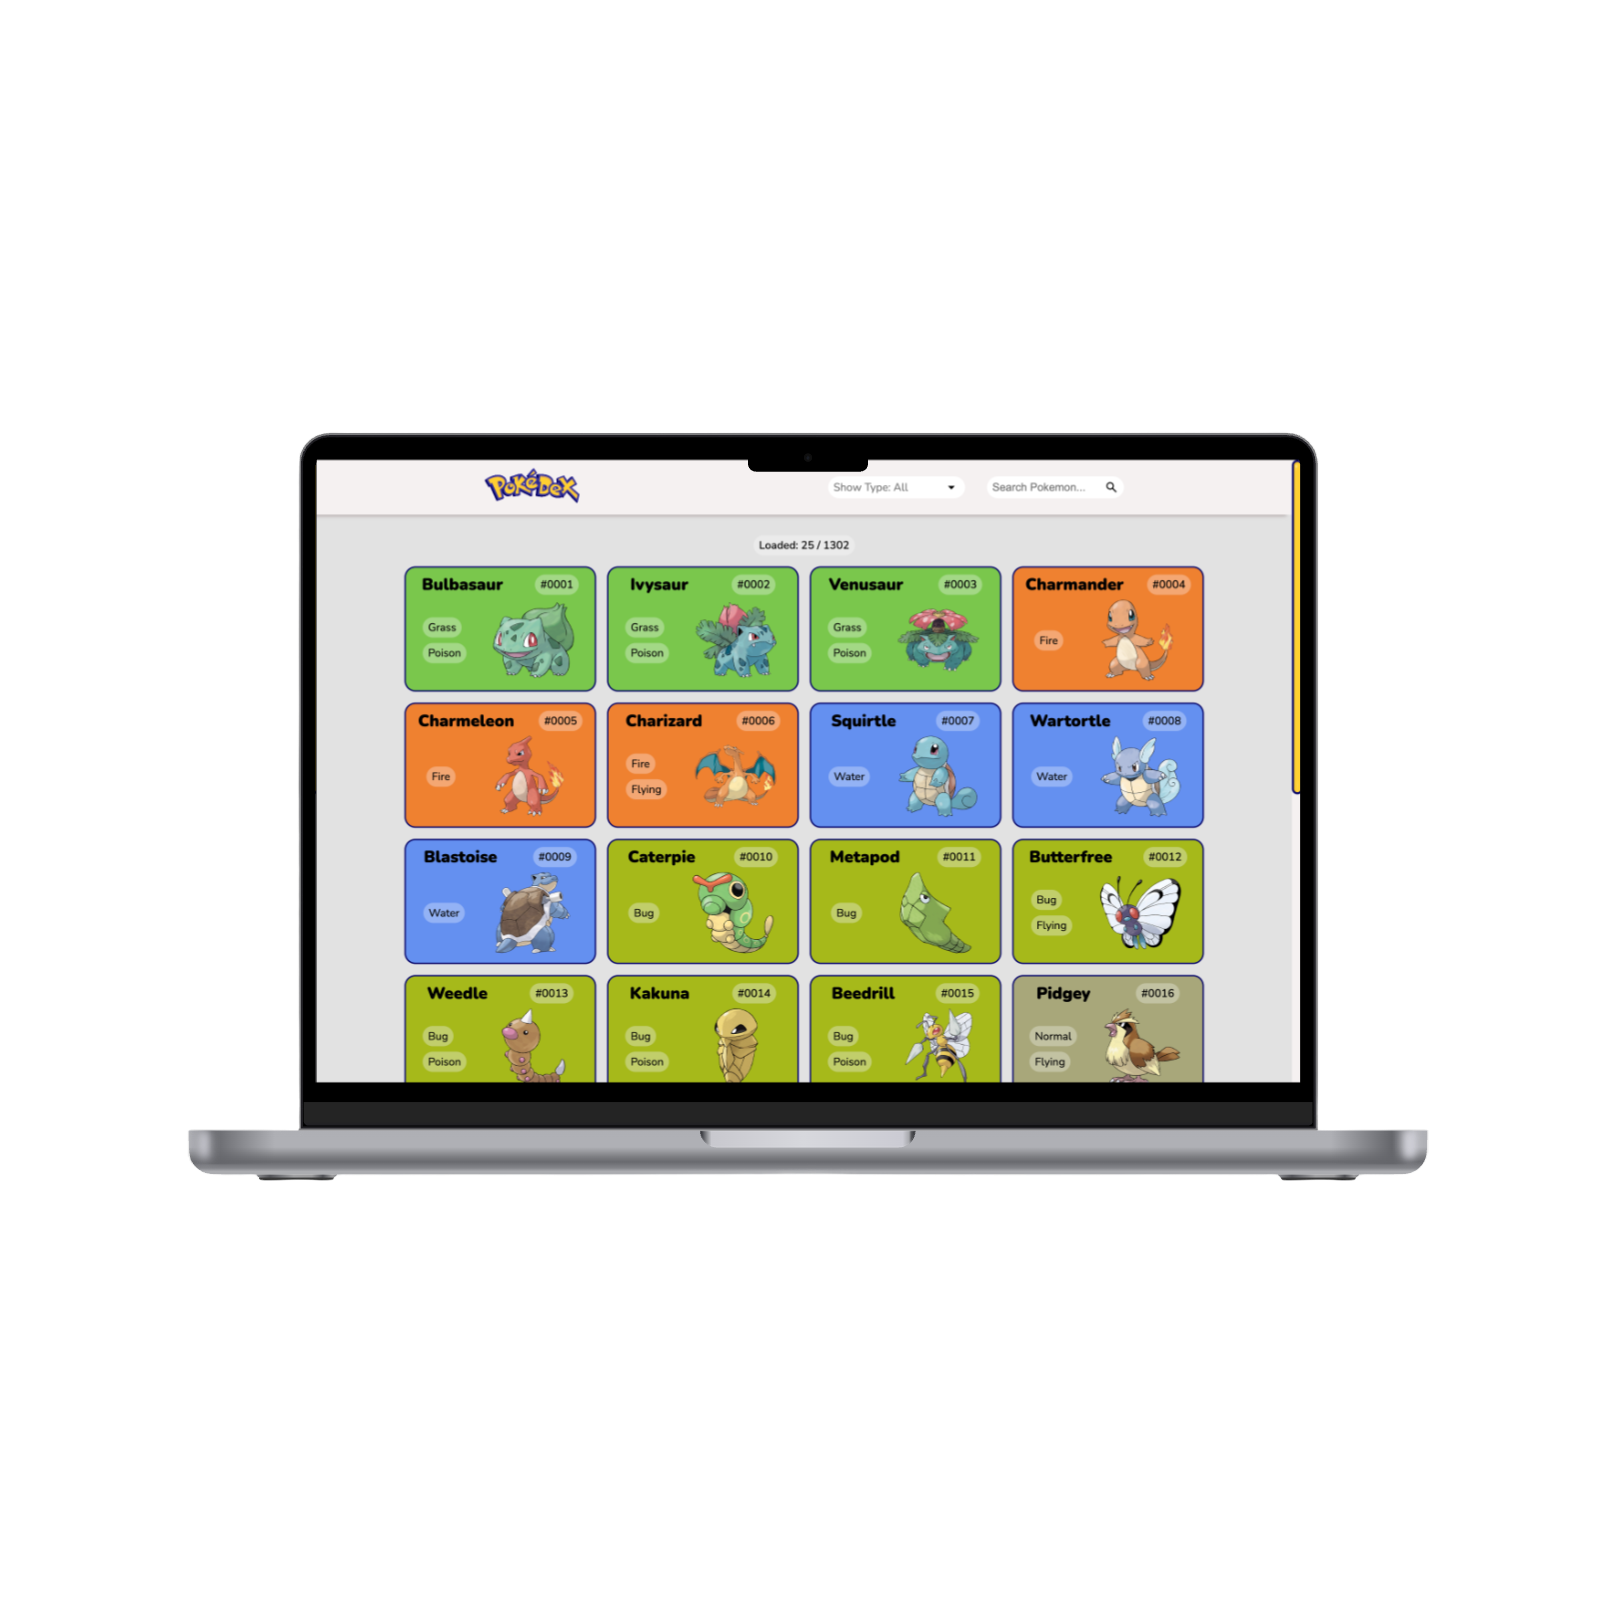 PokéDex
Show Type: All
Search Pokemon...
Loaded: 25 / 1302
Bulbasaur #0001
Grass
Poison
Ivysaur #0002
Grass
Poison
Venusaur #0003
Grass
Poison
Charmander #0004
Fire
Charmeleon #0005
Fire
Charizard #0006
Fire
Flying
Squirtle #0007
Water
Wartortle #0008
Water
Blastoise #0009
Water
Caterpie #0010
Bug
Metapod #0011
Bug
Butterfree #0012
Bug
Flying
Weedle #0013
Bug
Poison
Kakuna #0014
Bug
Poison
Beedrill #0015
Bug
Poison
Pidgey #0016
Normal
Flying